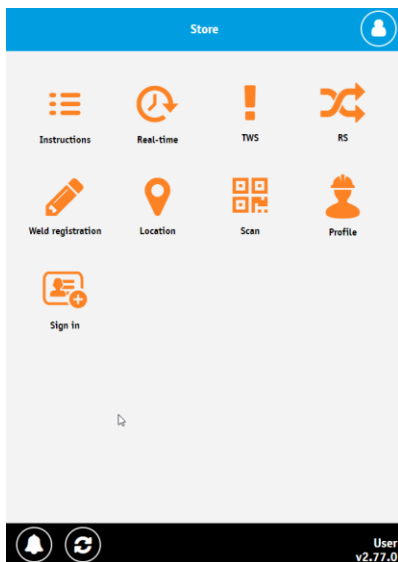 Store
Instructions
Real-time
TWS
RS
Weld registration
Location
Scan
Profile
Sign in
User
v2.77.0